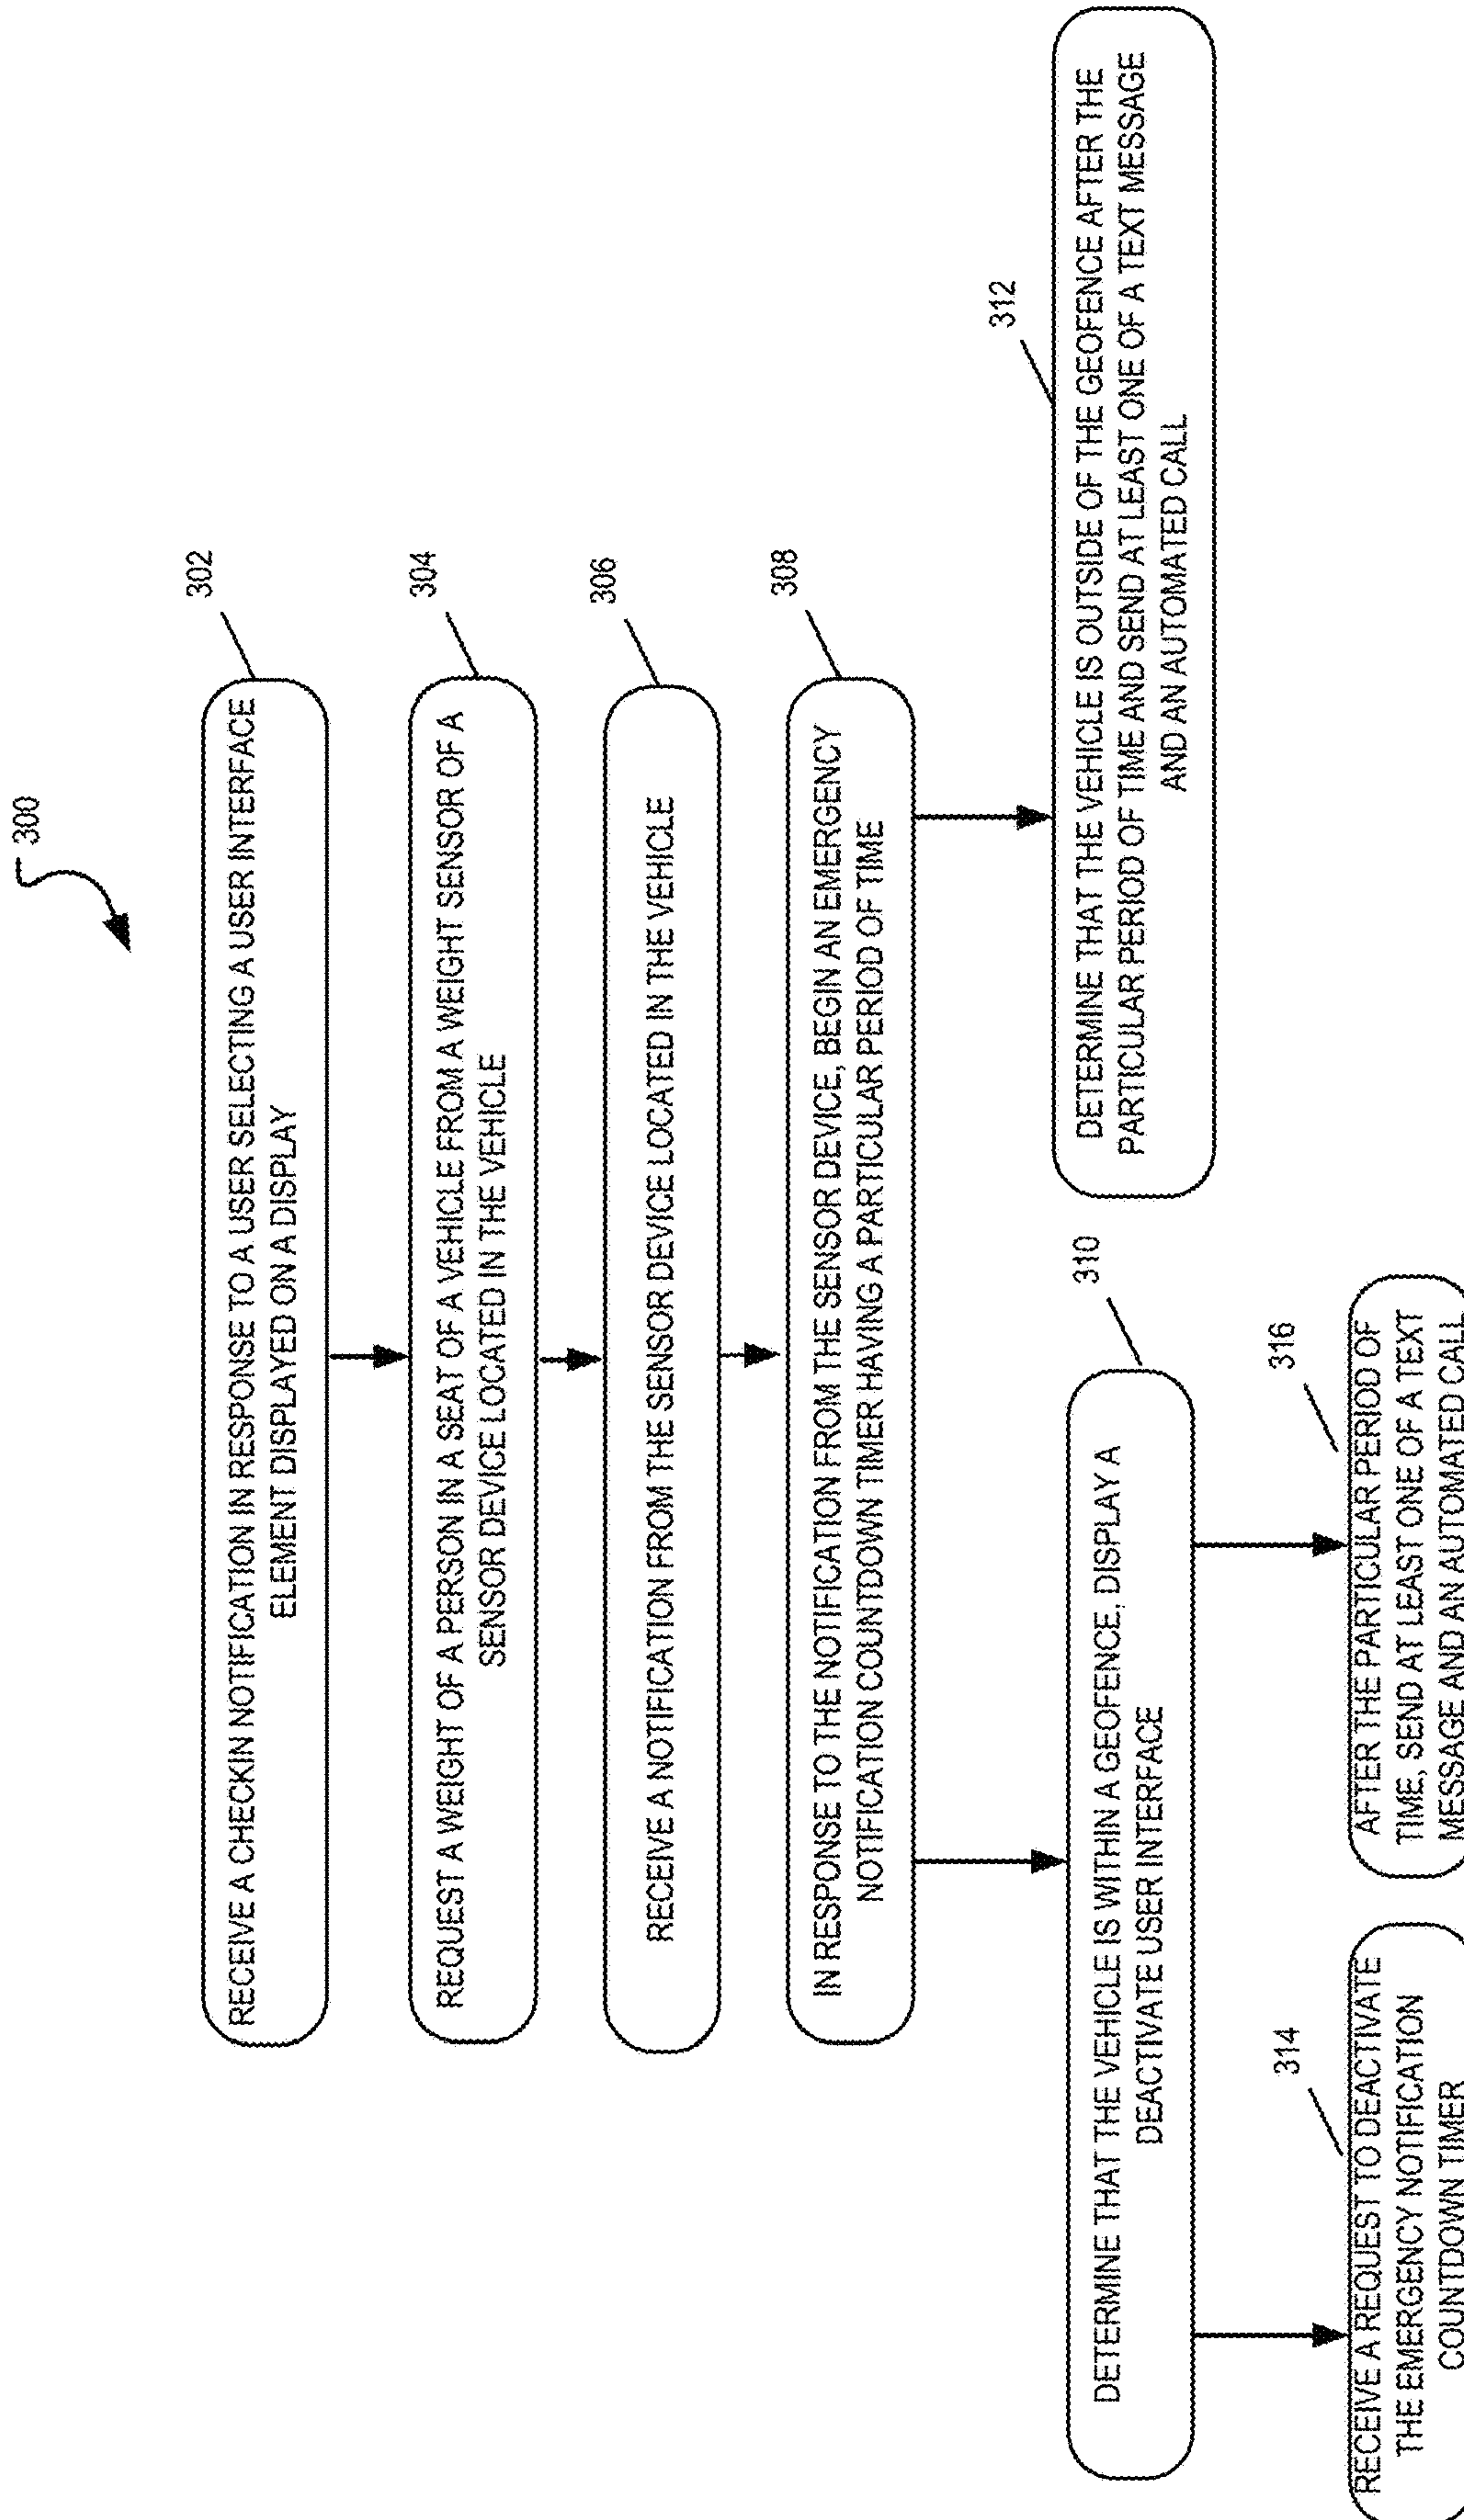 300
302
RECEIVE A CHECKIN NOTIFICATION IN RESPONSE TO A USER SELECTING A USER INTERFACE
ELEMENT DISPLAYED ON A DISPLAY
304
REQUEST A WEIGHT OF A PERSON IN A SEAT OF A VEHICLE FROM A WEIGHT SENSOR OF A
SENSOR DEVICE LOCATED IN THE VEHICLE
306
RECEIVE A NOTIFICATION FROM THE SENSOR DEVICE LOCATED IN THE VEHICLE
308
IN RESPONSE TO THE NOTIFICATION FROM THE SENSOR DEVICE, BEGIN AN EMERGENCY
NOTIFICATION COUNTDOWN TIMER HAVING A PARTICULAR PERIOD OF TIME
310
DETERMINE THAT THE VEHICLE IS WITHIN A GEOFENCE, DISPLAY A
DEACTIVATE USER INTERFACE
312
DETERMINE THAT THE VEHICLE IS OUTSIDE OF THE GEOFENCE AFTER THE
PARTICULAR PERIOD OF TIME AND SEND AT LEAST ONE OF A TEXT MESSAGE
AND AN AUTOMATED CALL
314
RECEIVE A REQUEST TO DEACTIVATE
THE EMERGENCY NOTIFICATION
COUNTDOWN TIMER
316
AFTER THE PARTICULAR PERIOD OF
TIME, SEND AT LEAST ONE OF A TEXT
MESSAGE AND AN AUTOMATED CALL